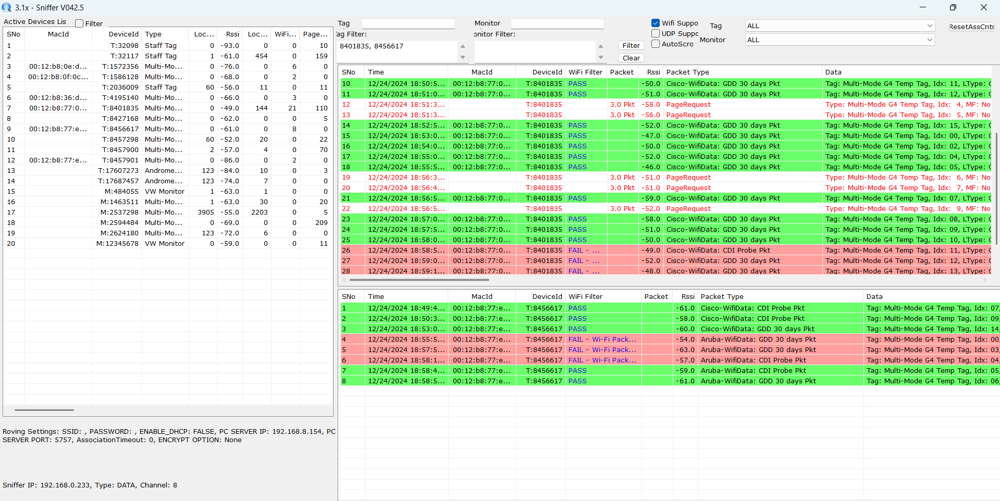 3.1x - Sniffer V042.5
Active Devices Lis
Filter
SNo MacId DeviceId Type Loc... Rssi Loc... WiFi... Page...
1 T:32098 Staff Tag 0 -93.0 0 0 10
2 T:32117 Staff Tag 1 -61.0 454 0 159
3 00:12:b8:0e:d... T:1572356 Multi-Mo... 0 -76.0 0 6 0
4 00:12:b8:0f:0c... T:1586128 Multi-Mo... 0 -68.0 0 2 0
5 T:2036009 Staff Tag 60 -56.0 11 0 11
6 00:12:b8:36:d... T:4195140 Multi-Mo... 0 -66.0 0 3 0
7 00:12:b8:77:0... T:8401835 Multi-Mo... 0 -49.0 144 21 110
8 T:8427168 Multi-Mo... 0 -62.0 0 0 5
9 00:12:b8:77:e... T:8456617 Multi-Mo... 0 -61.0 0 8 0
10 T:8457298 Multi-Mo... 60 -52.0 20 0 22
11 T:8457900 Multi-Mo... 2 -57.0 4 0 70
12 00:12:b8:77:e... T:8457901 Multi-Mo... 0 -86.0 0 2 0
13 T:17607273 Androme... 123 -84.0 10 0 3
14 T:17687457 Androme... 123 -74.0 7 0 0
15 M:484055 VW Monitor 1 -63.0 1 0 0
16 M:1463511 Multi-Mo... 1 -63.0 30 0 20
17 M:2537298 Multi-Mo... 3905 -55.0 2203 0 5
18 M:2594484 Multi-Mo... 0 -69.0 0 0 209
19 M:2624180 Multi-Mo... 123 -72.0 6 0 0
20 M:12345678 VW Monitor 0 -59.0 0 0 11
Roving Settings: SSID: , PASSWORD: , ENABLE_DHCP: FALSE, PC SERVER IP: 192.168.8.154, PC
SERVER PORT: 5757, AssociationTimeout: 0, ENCRYPT OPTION: None
Sniffer IP: 192.168.0.233, Type: DATA, Channel: 8
Tag
Monitor
ag Filter:
onitor Filter:
8401835, 8456617
Filter
Clear
Wifi Suppo
UDP Suppo
AutoScro
Tag ALL
Monitor ALL
ResetAssCntr
SNo Time MacId DeviceId WiFi Filter Packet Rssi Packet Type Data
10 12/24/2024 18:50:5... 00:12:b8:77:0... T:8401835 PASS -50.0 Cisco-WifiData: GDD 30 days Pkt Tag: Multi-Mode G4 Temp Tag, Idx: 11, LType: C
11 12/24/2024 18:51:0... 00:12:b8:77:0... T:8401835 PASS -51.0 Cisco-WifiData: GDD 30 days Pkt Tag: Multi-Mode G4 Temp Tag, Idx: 12, LType: C
12 12/24/2024 18:51:3... T:8401835 3.0 Pkt -58.0 PageRequest Type: Multi-Mode G4 Temp Tag, Idx: 4, MF: No
13 12/24/2024 18:51:3... T:8401835 3.0 Pkt -56.0 PageRequest Type: Multi-Mode G4 Temp Tag, Idx: 5, MF: No
14 12/24/2024 18:52:5... 00:12:b8:77:0... T:8401835 PASS -52.0 Cisco-WifiData: GDD 30 days Pkt Tag: Multi-Mode G4 Temp Tag, Idx: 15, LType: C
15 12/24/2024 18:53:0... 00:12:b8:77:0... T:8401835 PASS -47.0 Cisco-WifiData: GDD 30 days Pkt Tag: Multi-Mode G4 Temp Tag, Idx: 00, LType: C
16 12/24/2024 18:54:0... 00:12:b8:77:0... T:8401835 PASS -50.0 Cisco-WifiData: GDD 30 days Pkt Tag: Multi-Mode G4 Temp Tag, Idx: 02, LType: C
17 12/24/2024 18:55:0... 00:12:b8:77:0... T:8401835 PASS -52.0 Cisco-WifiData: GDD 30 days Pkt Tag: Multi-Mode G4 Temp Tag, Idx: 04, LType: C
18 12/24/2024 18:55:5... 00:12:b8:77:0... T:8401835 PASS -46.0 Cisco-WifiData: GDD 30 days Pkt Tag: Multi-Mode G4 Temp Tag, Idx: 05, LType: C
19 12/24/2024 18:56:3... T:8401835 3.0 Pkt -51.0 PageRequest Type: Multi-Mode G4 Temp Tag, Idx: 6, MF: No
20 12/24/2024 18:56:4... T:8401835 3.0 Pkt -51.0 PageRequest Type: Multi-Mode G4 Temp Tag, Idx: 7, MF: No
21 12/24/2024 18:56:5... 00:12:b8:77:0... T:8401835 PASS -59.0 Cisco-WifiData: GDD 30 days Pkt Tag: Multi-Mode G4 Temp Tag, Idx: 07, LType: C
22 12/24/2024 18:56:5... T:8401835 3.0 Pkt -52.0 PageRequest Type: Multi-Mode G4 Temp Tag, Idx: 9, MF: No
23 12/24/2024 18:57:0... 00:12:b8:77:0... T:8401835 PASS -58.0 Cisco-WifiData: GDD 30 days Pkt Tag: Multi-Mode G4 Temp Tag, Idx: 08, LType: C
24 12/24/2024 18:57:5... 00:12:b8:77:0... T:8401835 PASS -51.0 Cisco-WifiData: GDD 30 days Pkt Tag: Multi-Mode G4 Temp Tag, Idx: 09, LType: C
25 12/24/2024 18:58:0... 00:12:b8:77:0... T:8401835 PASS -50.0 Cisco-WifiData: GDD 30 days Pkt Tag: Multi-Mode G4 Temp Tag, Idx: 10, LType: C
26 12/24/2024 18:58:5... 00:12:b8:77:0... T:8401835 FAIL - ... -49.0 Cisco-WifiData: CDI Probe Pkt Tag: Multi-Mode G4 Temp Tag, Idx: 11, LType: C
27 12/24/2024 18:59:0... 00:12:b8:77:0... T:8401835 FAIL - ... -52.0 Cisco-WifiData: GDD 30 days Pkt Tag: Multi-Mode G4 Temp Tag, Idx: 12, LType: C
28 12/24/2024 18:59:1... 00:12:b8:77:0... T:8401835 FAIL - ... -48.0 Cisco-WifiData: GDD 30 days Pkt Tag: Multi-Mode G4 Temp Tag, Idx: 13, LType: C
SNo Time MacId DeviceId WiFi Filter Packet Rssi Packet Type Data
1 12/24/2024 18:49:4... 00:12:b8:77:e... T:8456617 PASS -61.0 Cisco-WifiData: CDI Probe Pkt Tag: Multi-Mode G4 Temp Tag, Idx: 07,
2 12/24/2024 18:50:3... 00:12:b8:77:e... T:8456617 PASS -58.0 Cisco-WifiData: CDI Probe Pkt Tag: Multi-Mode G4 Temp Tag, Idx: 09,
3 12/24/2024 18:53:0... 00:12:b8:77:e... T:8456617 PASS -60.0 Cisco-WifiData: GDD 30 days Pkt Tag: Multi-Mode G4 Temp Tag, Idx: 14,
4 12/24/2024 18:55:5... 00:12:b8:77:e... T:8456617 FAIL - Wi-Fi Pack... -54.0 Aruba-WifiData: GDD 30 days Pkt Tag: Multi-Mode G4 Temp Tag, Idx: 00,
5 12/24/2024 18:57:5... 00:12:b8:77:e... T:8456617 FAIL - Wi-Fi Pack... -63.0 Aruba-WifiData: GDD 30 days Pkt Tag: Multi-Mode G4 Temp Tag, Idx: 03,
6 12/24/2024 18:58:1... 00:12:b8:77:e... T:8456617 FAIL - Wi-Fi Pack... -57.0 Aruba-WifiData: CDI Probe Pkt Tag: Multi-Mode G4 Temp Tag, Idx: 04,
7 12/24/2024 18:58:4... 00:12:b8:77:e... T:8456617 PASS -59.0 Aruba-WifiData: CDI Probe Pkt Tag: Multi-Mode G4 Temp Tag, Idx: 05,
8 12/24/2024 18:58:5... 00:12:b8:77:e... T:8456617 PASS -61.0 Aruba-WifiData: GDD 30 days Pkt Tag: Multi-Mode G4 Temp Tag, Idx: 06,